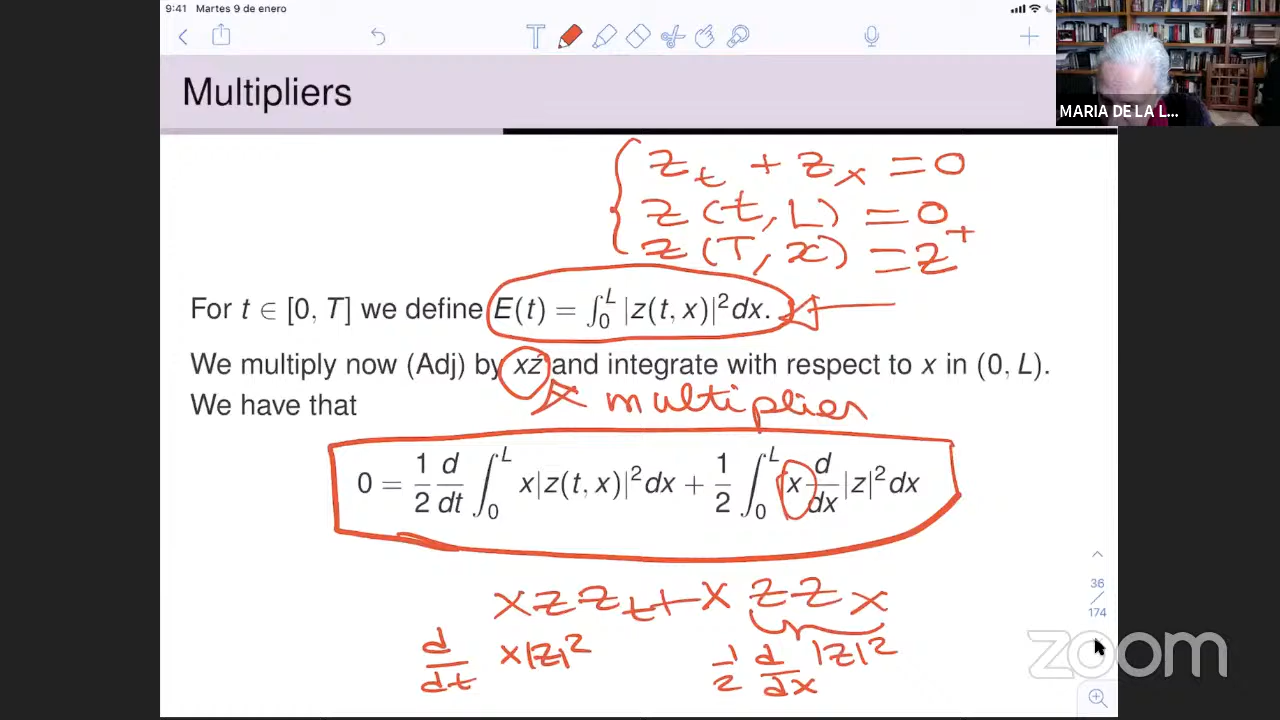 9:41 Martes 9 de enero
Multipliers
MARIA DE LA L...
z_t + z_x = 0
z (t, L) = 0
z (T, x) = z^+
For t ∈ [0, T] we define E(t) = ∫_0^L |z(t, x)|^2 dx.
We multiply now (Adj) by xz and integrate with respect to x in (0, L).
We have that
multiplier
0 = 1/2 d/dt ∫_0^L x|z(t, x)|^2 dx + 1/2 ∫_0^L x d/dx |z|^2 dx
x z z_t + x z z_x
d/dt x|z|^2 1/2 d/dx |z|^2
36 / 174
zoom